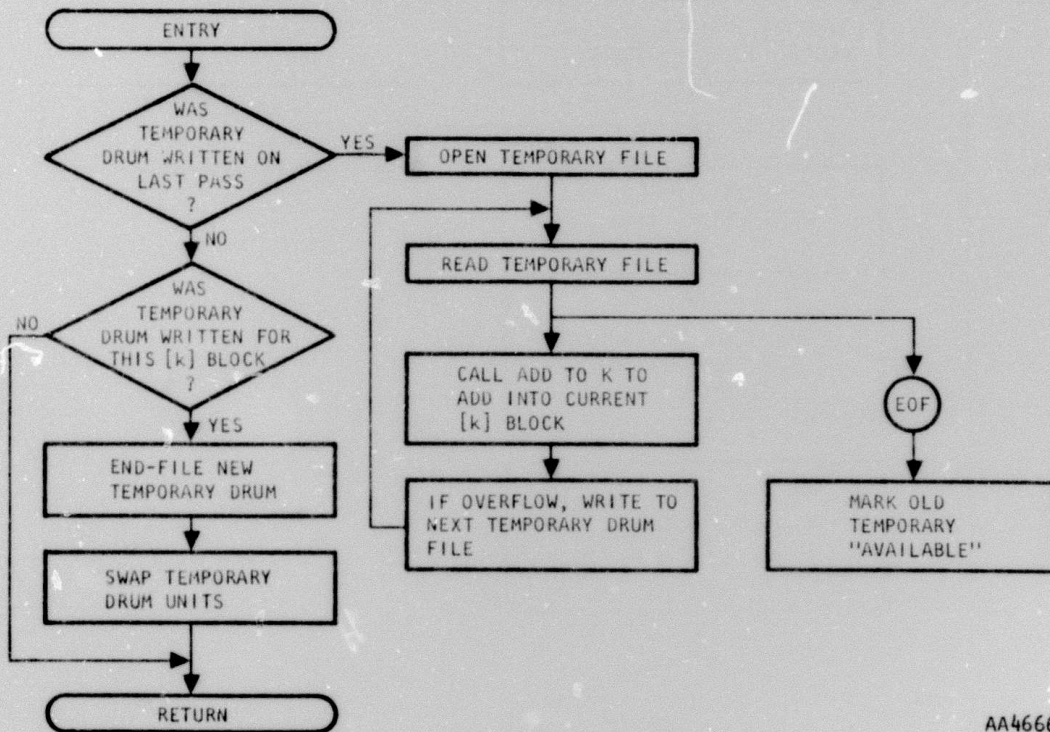 ENTRY
WAS
TEMPORARY
DRUM WRITTEN ON
LAST PASS
?
YES
OPEN TEMPORARY FILE
NO
READ TEMPORARY FILE
WAS
TEMPORARY
DRUM WRITTEN FOR
THIS [k] BLOCK
?
NO
YES
CALL ADD TO K TO
ADD INTO CURRENT
[k] BLOCK
EOF
END-FILE NEW
TEMPORARY DRUM
IF OVERFLOW, WRITE TO
NEXT TEMPORARY DRUM
FILE
MARK OLD
TEMPORARY
"AVAILABLE"
SWAP TEMPORARY
DRUM UNITS
RETURN
AA4666